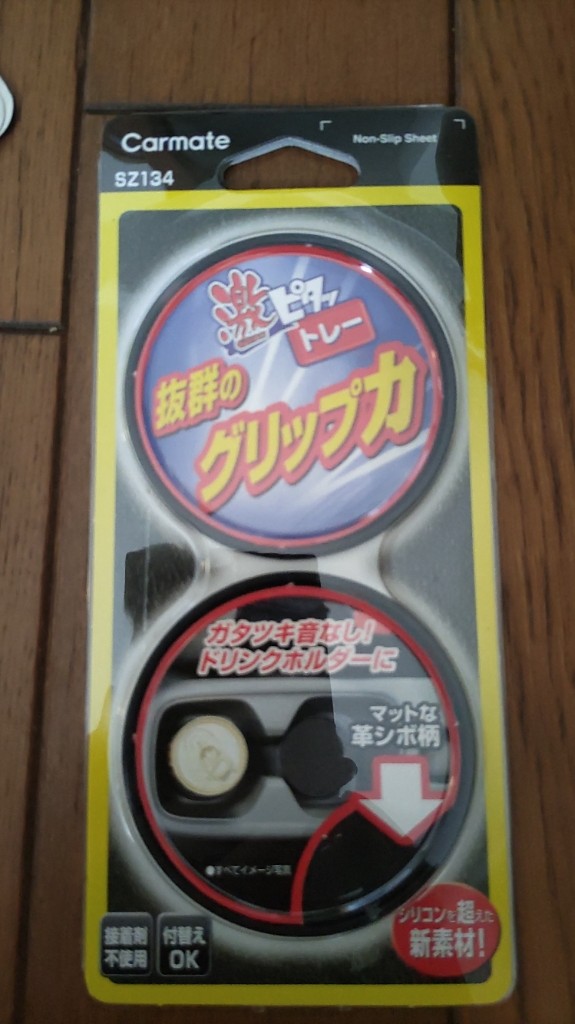 Carmate
Non-Slip Sheet
SZ134
激ピタッ
トレー
抜群の
グリップ力
ガタツキ音なし!
ドリンクホルダーに
マットな
革シボ柄
●すべてイメージ写真
接着剤
不使用
付替え
OK
シリコンを超えた
新素材!